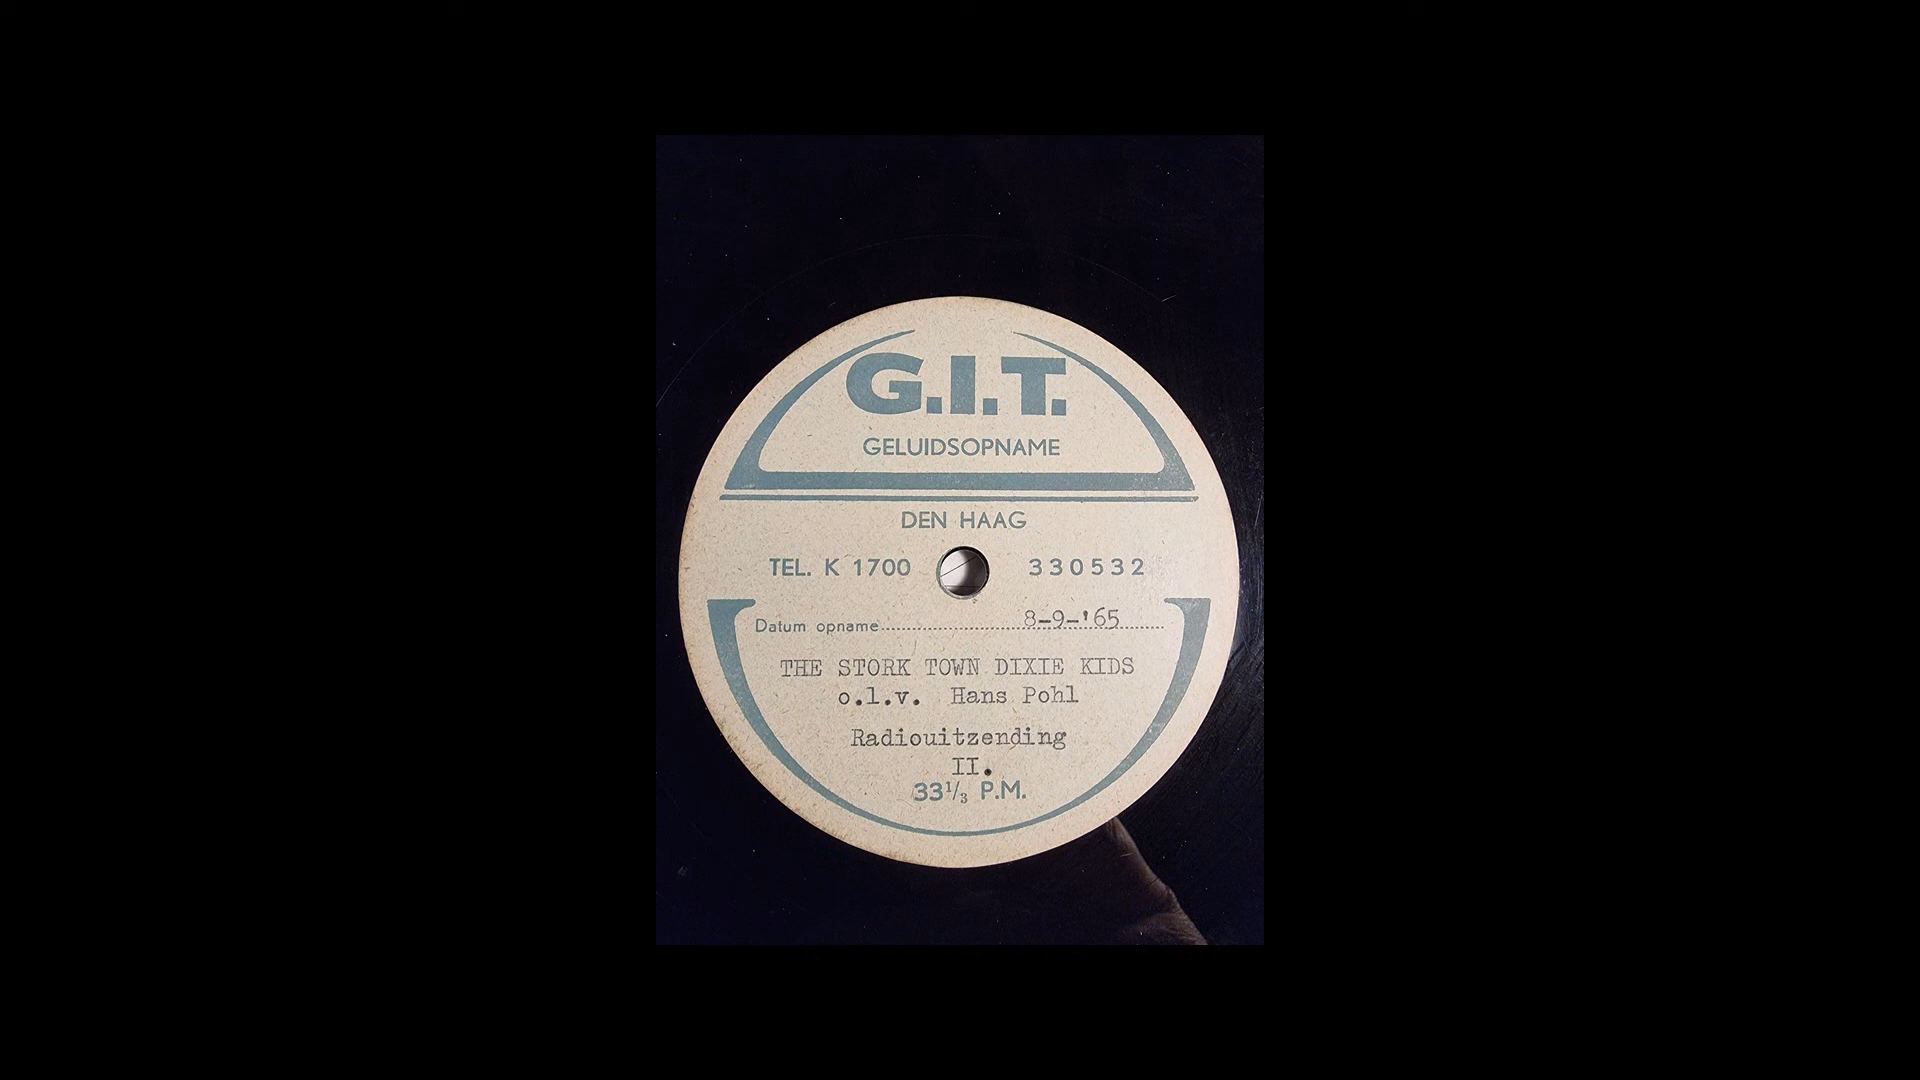 G.I.T.
GELUIDSOPNAME
DEN HAAG
TEL. K 1700 330532
Datum opname 8-9-'65
THE STORK TOWN DIXIE KIDS
o.l.v. Hans Pohl
Radiouitzending
II.
33⅓ P.M.